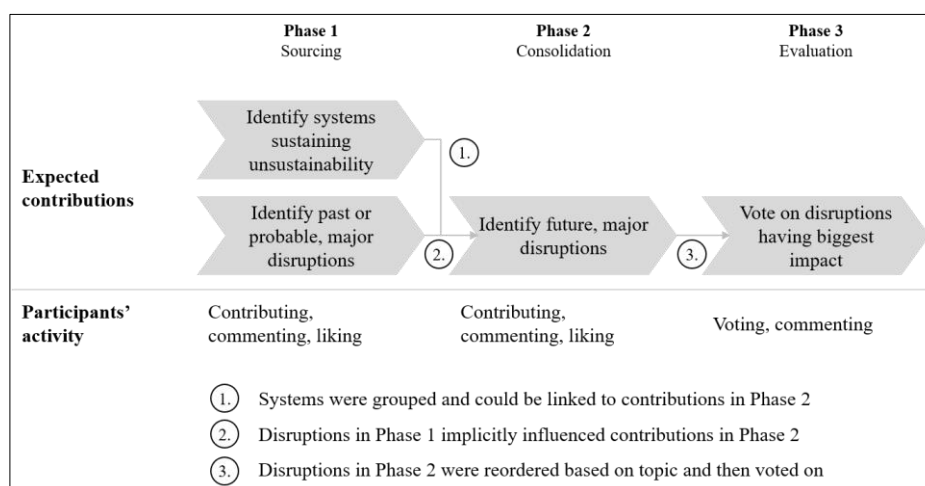 Phase 1
Sourcing
Phase 2
Consolidation
Phase 3
Evaluation
Expected
contributions
Identify systems
sustaining
unsustainability
1.
Identify past or
probable, major
disruptions
2.
Identify future, major
disruptions
3.
Vote on disruptions
having biggest
impact
Participants'
activity
Contributing,
commenting, liking
Contributing,
commenting, liking
Voting, commenting
1. Systems were grouped and could be linked to contributions in Phase 2
2. Disruptions in Phase 1 implicitly influenced contributions in Phase 2
3. Disruptions in Phase 2 were reordered based on topic and then voted on